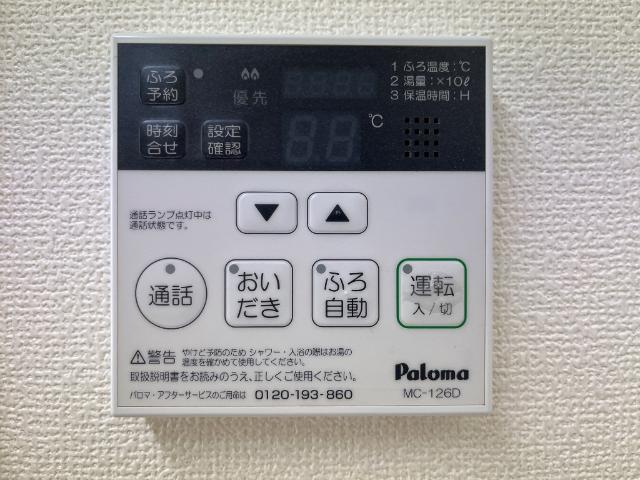 ふろ
予約
優先
1 ふろ温度:℃
2 湯量:×10ℓ
3 保温時間:H
時刻
合せ
設定
確認
88
℃
通話ランプ点灯中は
通話状態です。
▼
▲
通話
おい
だき
ふろ
自動
運転
入/切
⚠警告
やけど予防のため シャワー・入浴の際はお湯の
温度を確かめて使用してください。
取扱説明書をお読みのうえ、正しくご使用ください。
パロマ・アフターサービスのご用命は 0120-193-860
Paloma
MC-126D